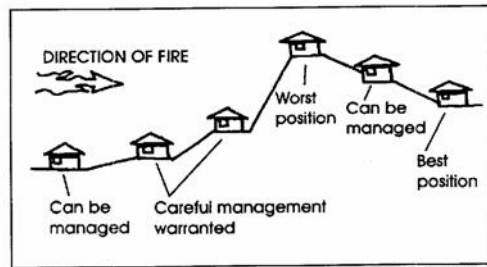 DIRECTION OF FIRE
Worst
position
Can be
managed
Best
position
Can be
managed
Careful management
warranted